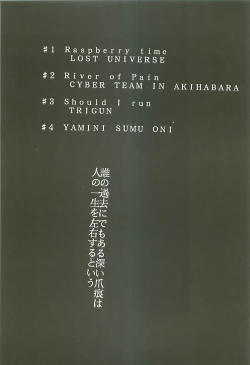 #1 Raspberry time
LOST UNIVERSE
#2 River of Pain
CYBER TEAM IN AKIHABARA
#3 Should I run
TRIGUN
#4 YAMINI SUMU ONI
誰の過去にでもある深い爪痕は
人の一生を左右するという